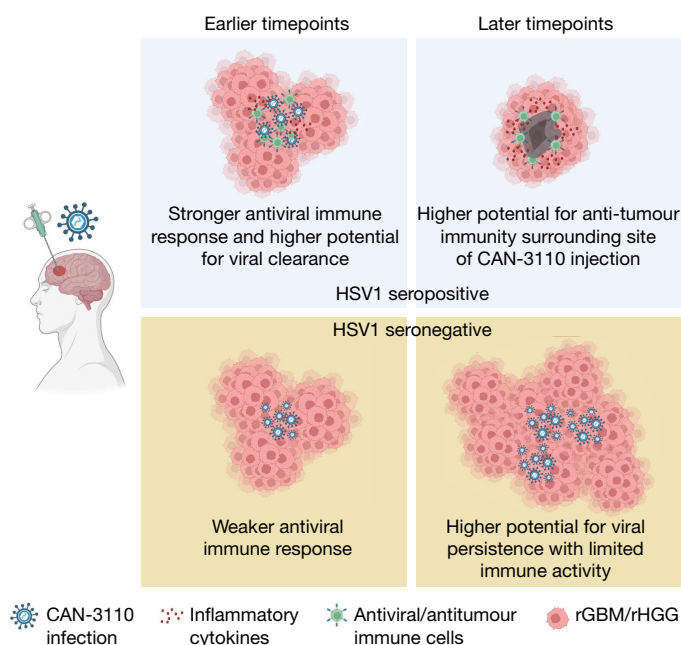 Earlier timepoints
Later timepoints
Stronger antiviral immune
response and higher potential
for viral clearance
Higher potential for anti-tumour
immunity surrounding site
of CAN-3110 injection
HSV1 seropositive
HSV1 seronegative
Weaker antiviral
immune response
Higher potential for viral
persistence with limited
immune activity
CAN-3110
infection
Inflammatory
cytokines
Antiviral/antitumour
immune cells
rGBM/rHGG